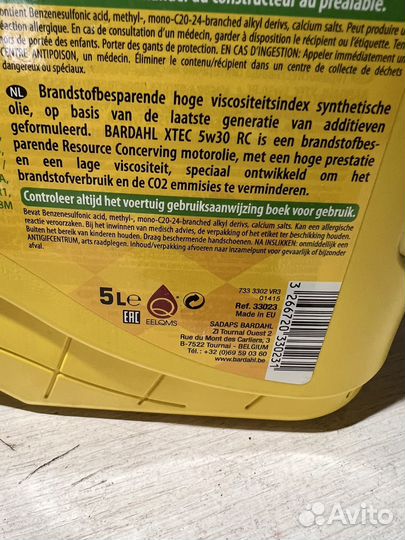 du constructeur au préalable.
contient Benzenesulfonic acid, methyl-, mono-C20-24-branched alkyl derivs, calcium salts. Peut produire une
réaction allergique. En cas de consultation d'un médecin, garder à disposition le récipient ou l'étiquette. Tenir
hors de portée des enfants. Porter des gants de protection. EN CAS D'INGESTION: Appeler immédiatement un
CENTRE ANTIPOISON, un médecin, Éliminer le contenu/récipient dans un centre de collecte de déchets
dangereux ou spéciaux.
NL Brandstofbesparende hoge viscositeitsindex synthetische
olie, op basis van de laatste generatie van additieven
geformuleerd. BARDAHL XTEC 5w30 RC is een brandstofbes-
parende Resource Concerving motorolie, met een hoge prestatie
en een lage viscositeit, speciaal ontwikkeld om het
brandstofverbruik en de CO2 emmisies te verminderen.
Controleer altijd het voertuig gebruiksaanwijzing boek voor gebruik.
Bevat Benzenesulfonic acid, methyl-, mono-C20-24-branched alkyl derivs, calcium salts. Kan een allergische
reactie veroorzaken. Bij het inwinnen van medisch advies, de verpakking of het etiket ter beschikking houden.
Buiten het bereik van kinderen houden. Draag beschermende handschoenen. NA INSLIKKEN: onmiddellijk een
ANTIGIFCENTRUM, arts raadplegen. Inhoud/verpakking afvoeren naar inzamelpunt voor gevaarlijk of bijzonder
afval.
733 3302 VR3
01415
5Le
EAC
EELQMS
Ref. 33023
Made in EU
SADAPS BARDAHL
ZI Tournai Ouest 2
Rue du Mont des Carliers, 3
B-7522 Tournai - BELGIUM
Tél.: +32 (0)69 59 03 60
www.bardahl.be
3 266720 330231
Avito